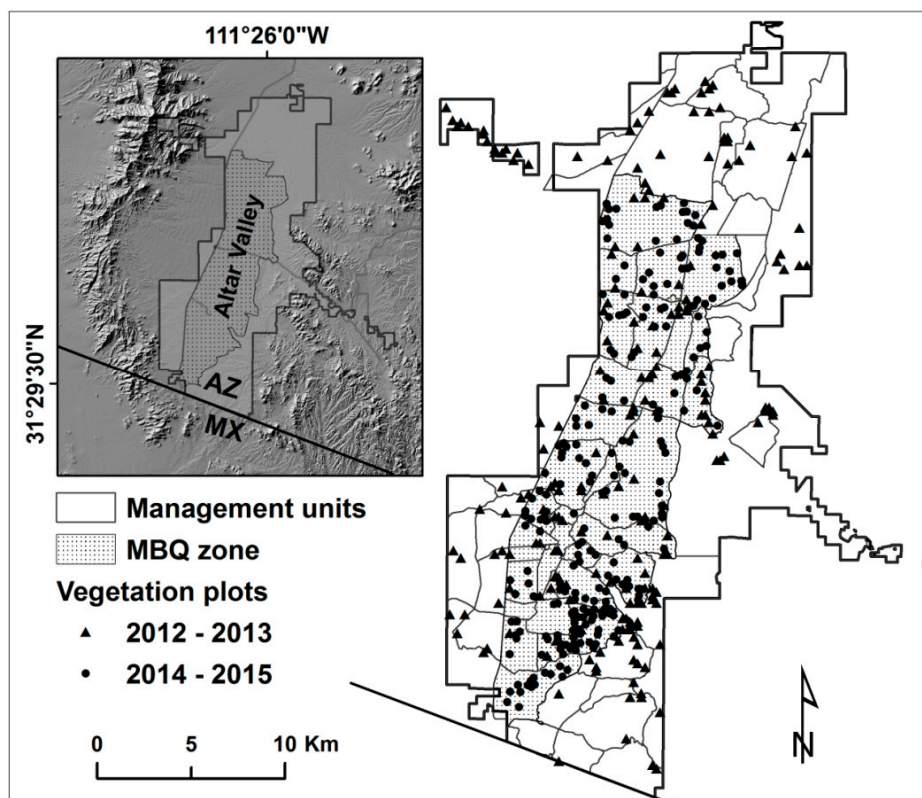 111°26'0"W
31°29'30"N
Altar Valley
AZ
MX
Management units
MBQ zone
Vegetation plots
2012 - 2013
2014 - 2015
0 5 10 Km
N